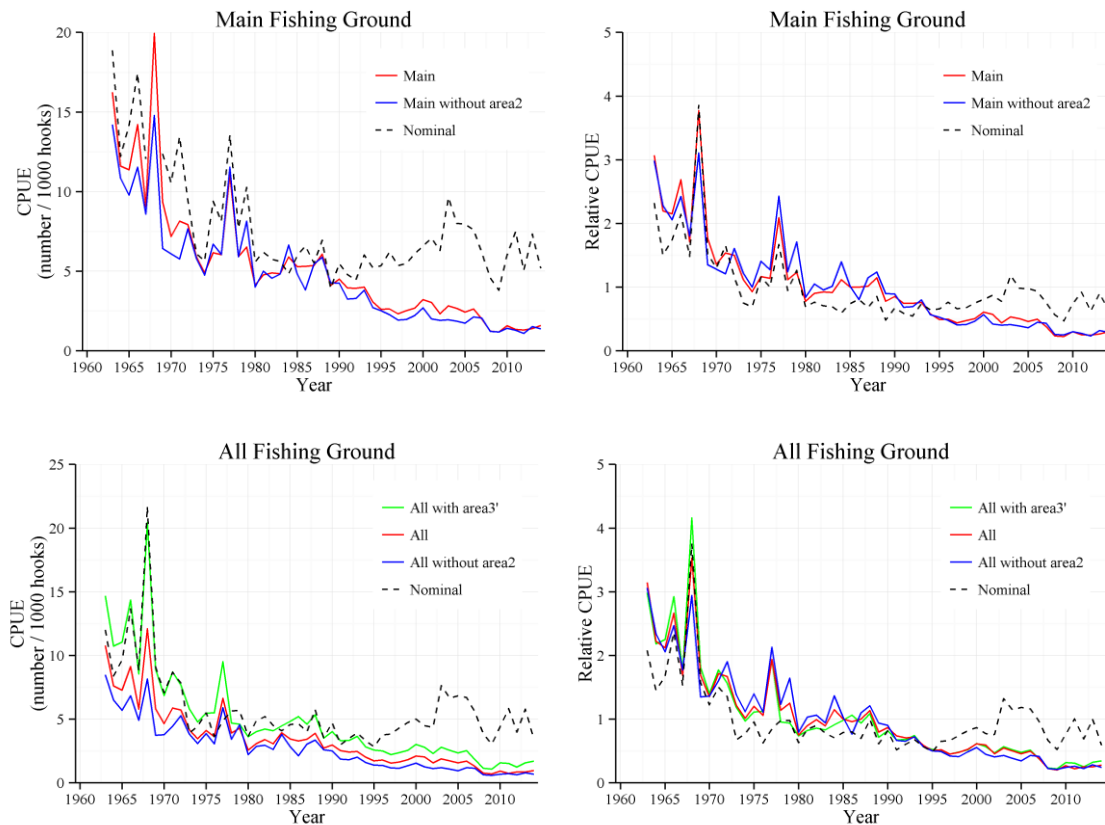 Main Fishing Ground
20
15
10
5
0
CPUE
(number / 1000 hooks)
Main
Main without area2
Nominal
1960 1965 1970 1975 1980 1985 1990 1995 2000 2005 2010
Year
Main Fishing Ground
5
4
3
2
1
0
Relative CPUE
Main
Main without area2
Nominal
1960 1965 1970 1975 1980 1985 1990 1995 2000 2005 2010
Year
All Fishing Ground
25
20
15
10
5
0
CPUE
(number / 1000 hooks)
All with area3'
All
All without area2
Nominal
1960 1965 1970 1975 1980 1985 1990 1995 2000 2005 2010
Year
All Fishing Ground
5
4
3
2
1
0
Relative CPUE
All with area3'
All
All without area2
Nominal
1960 1965 1970 1975 1980 1985 1990 1995 2000 2005 2010
Year